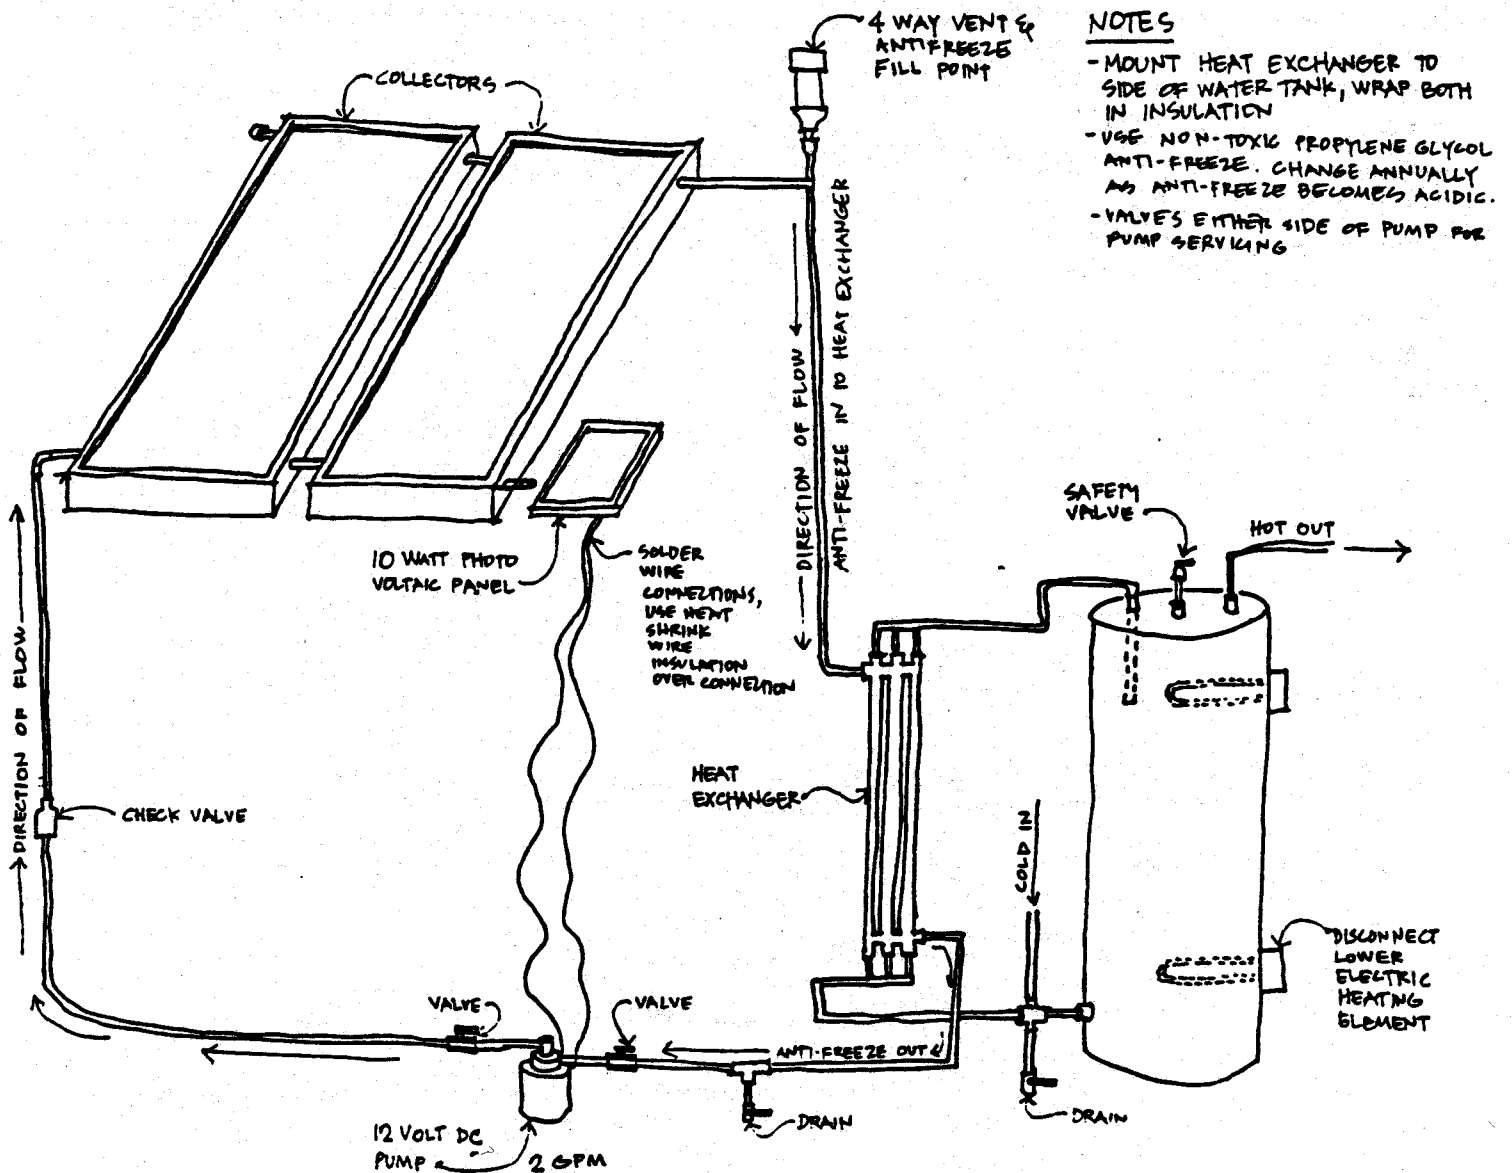 4 WAY VENT &
ANTIFREEZE
FILL POINT
NOTES
- MOUNT HEAT EXCHANGER TO
SIDE OF WATER TANK, WRAP BOTH
IN INSULATION
- USE NON-TOXIC PROPYLENE GLYCOL
ANTI-FREEZE. CHANGE ANNUALLY
AS ANTI-FREEZE BECOMES ACIDIC.
- VALVES EITHER SIDE OF PUMP FOR
PUMP SERVICING
COLLECTORS
DIRECTION OF FLOW
ANTI-FREEZE IN TO HEAT EXCHANGER
10 WATT PHOTO
VOLTAIC PANEL
SOLDER
WIRE
CONNECTIONS,
USE HEAT
SHRINK
WIRE
INSULATION
OVER CONNECTION
SAFETY
VALVE
HOT OUT
DIRECTION OF FLOW
CHECK VALVE
HEAT
EXCHANGER
COLD IN
DISCONNECT
LOWER
ELECTRIC
HEATING
ELEMENT
VALVE
VALVE
ANTI-FREEZE OUT
DRAIN
DRAIN
12 VOLT DC
PUMP
2 GPM